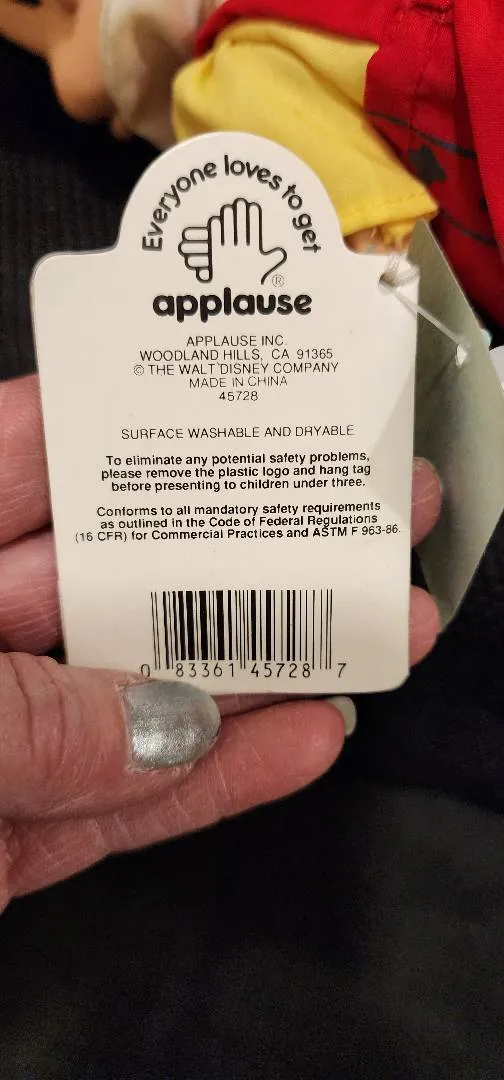 Everyone loves to get
®
applause
APPLAUSE INC.
WOODLAND HILLS, CA 91365
© THE WALT DISNEY COMPANY
MADE IN CHINA
45728
SURFACE WASHABLE AND DRYABLE
To eliminate any potential safety problems,
please remove the plastic logo and hang tag
before presenting to children under three.
Conforms to all mandatory safety requirements
as outlined in the Code of Federal Regulations
(16 CFR) for Commercial Practices and ASTM F 963-86.
0 83361 45728 7